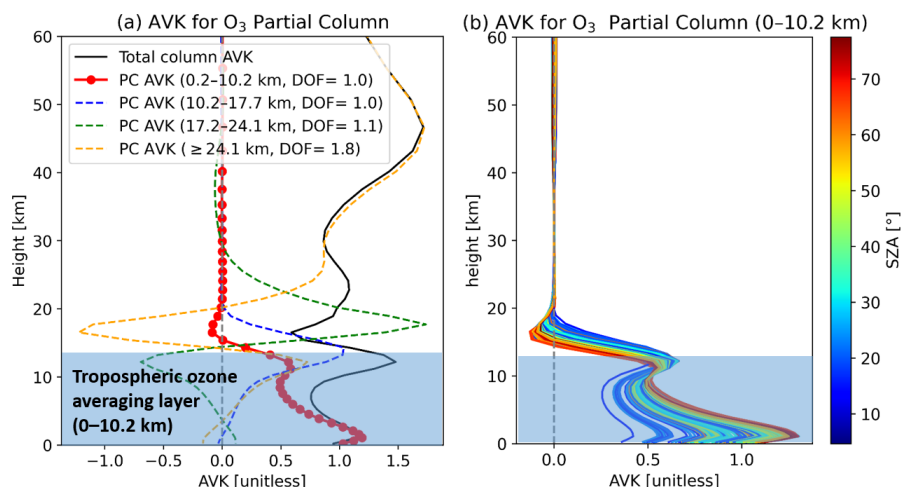 (a) AVK for O3 Partial Column
60
50
40
30
20
10
0
Height [km]
Total column AVK
PC AVK (0.2–10.2 km, DOF= 1.0)
PC AVK (10.2–17.7 km, DOF= 1.0)
PC AVK (17.2–24.1 km, DOF= 1.1)
PC AVK (≥24.1 km, DOF= 1.8)
Tropospheric ozone
averaging layer
(0–10.2 km)
−1.0 −0.5 0.0 0.5 1.0 1.5
AVK [unitless]
(b) AVK for O3 Partial Column (0–10.2 km)
60
50
40
30
20
10
0
height [km]
0.0 0.5 1.0
AVK [unitless]
70
60
50
40
30
20
10
SZA [°]